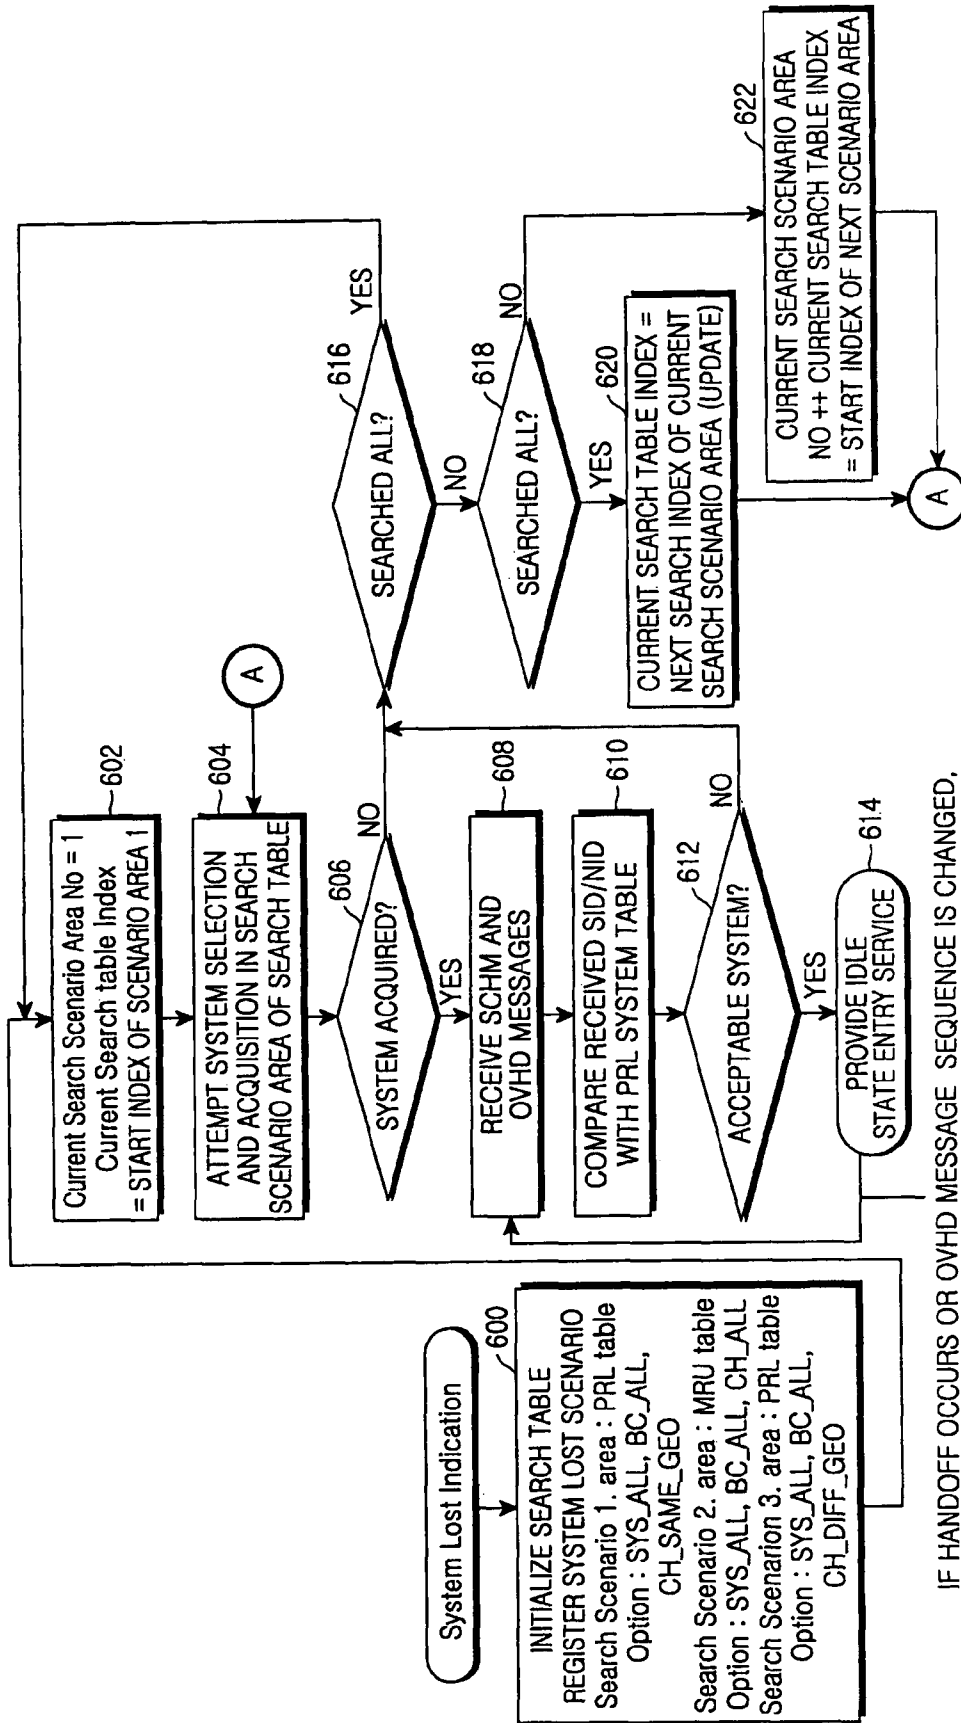 System Lost Indication
600
INITIALIZE SEARCH TABLE
REGISTER SYSTEM LOST SCENARIO
Search Scenario 1. area : PRL table
Option : SYS_ALL, BC_ALL,
CH_SAME_GEO
Search Scenario 2. area : MRU table
Option : SYS_ALL, BC_ALL, CH_ALL
Search Scenarion 3. area : PRL table
Option : SYS_ALL, BC_ALL,
CH_DIFF_GEO
602
Current Search Scenario Area No = 1
Current Search table Index
= START INDEX OF SCENARIO AREA 1
604
ATTEMPT SYSTEM SELECTION
AND ACQUISITION IN SEARCH
SCENARIO AREA OF SEARCH TABLE
A
606
SYSTEM ACQUIRED?
NO
YES
608
RECEIVE SCHM AND
OVHD MESSAGES
610
COMPARE RECEIVED SID/NID
WITH PRL SYSTEM TABLE
612
ACCEPTABLE SYSTEM?
NO
YES
614
PROVIDE IDLE
STATE ENTRY SERVICE
IF HANDOFF OCCURS OR OVHD MESSAGE SEQUENCE IS CHANGED,
616
SEARCHED ALL?
YES
NO
618
SEARCHED ALL?
NO
YES
620
CURRENT SEARCH TABLE INDEX =
NEXT SEARCH INDEX OF CURRENT
SEARCH SCENARIO AREA (UPDATE)
622
CURRENT SEARCH SCENARIO AREA
NO ++ CURRENT SEARCH TABLE INDEX
= START INDEX OF NEXT SCENARIO AREA
A